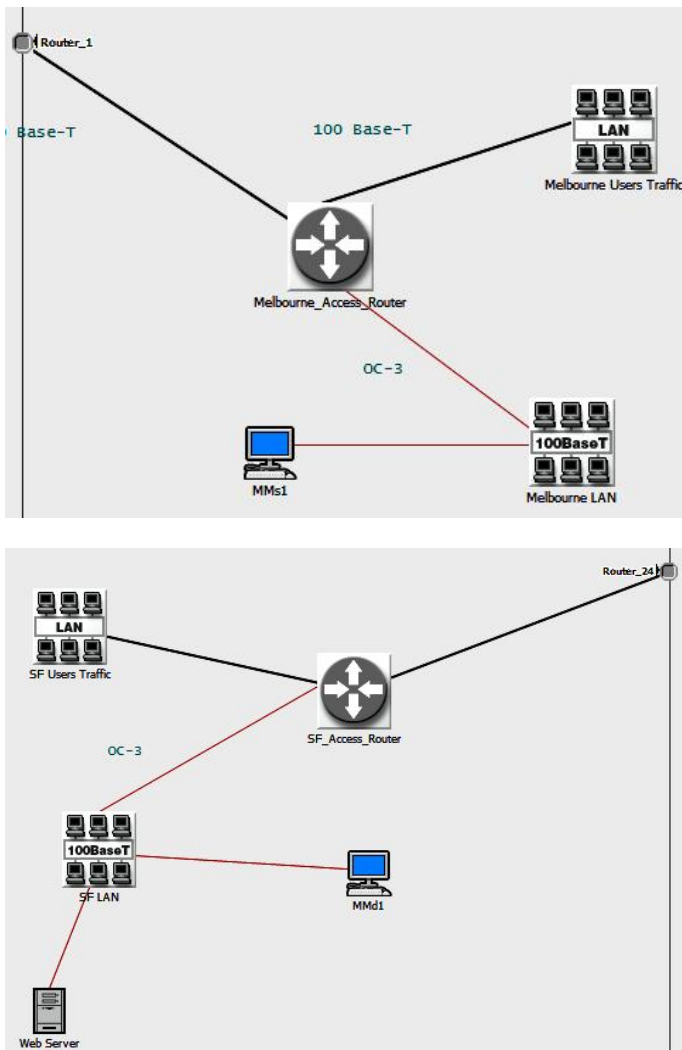 Router_1
Base-T
100 Base-T
LAN
Melbourne Users Traffic
Melbourne_Access_Router
OC-3
100BaseT
MMs1
Melbourne LAN
Router_24
LAN
SF Users Traffic
SF_Access_Router
OC-3
100BaseT
SF LAN
MMd1
Web Server